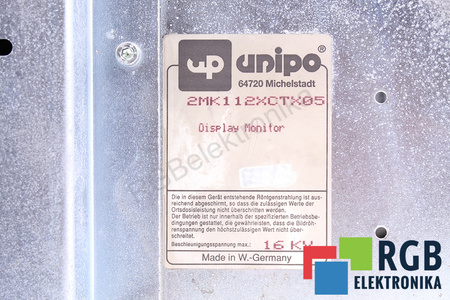 up unipo®
64720 Michelstadt
2MK112XCTX05
Display Monitor
RGBelektronika
Die in diesem Gerät entstehende Röntgenstrahlung ist aus-
reichend abgeschirmt, so dass die zulässigen Werte der
Ortsdosisleistung nicht überschritten werden.
Der Betrieb ist nur innerhalb der spezifizierten Betriebsbe-
dingungen gestattet, die gewährleisten, dass die Bildröh-
renspannung den höchstzulässigen Wert nicht über-
schreitet.
Beschleunigungsspannung max.: 16 KV
Made in W.-Germany
RGB
ELEKTRONIKA